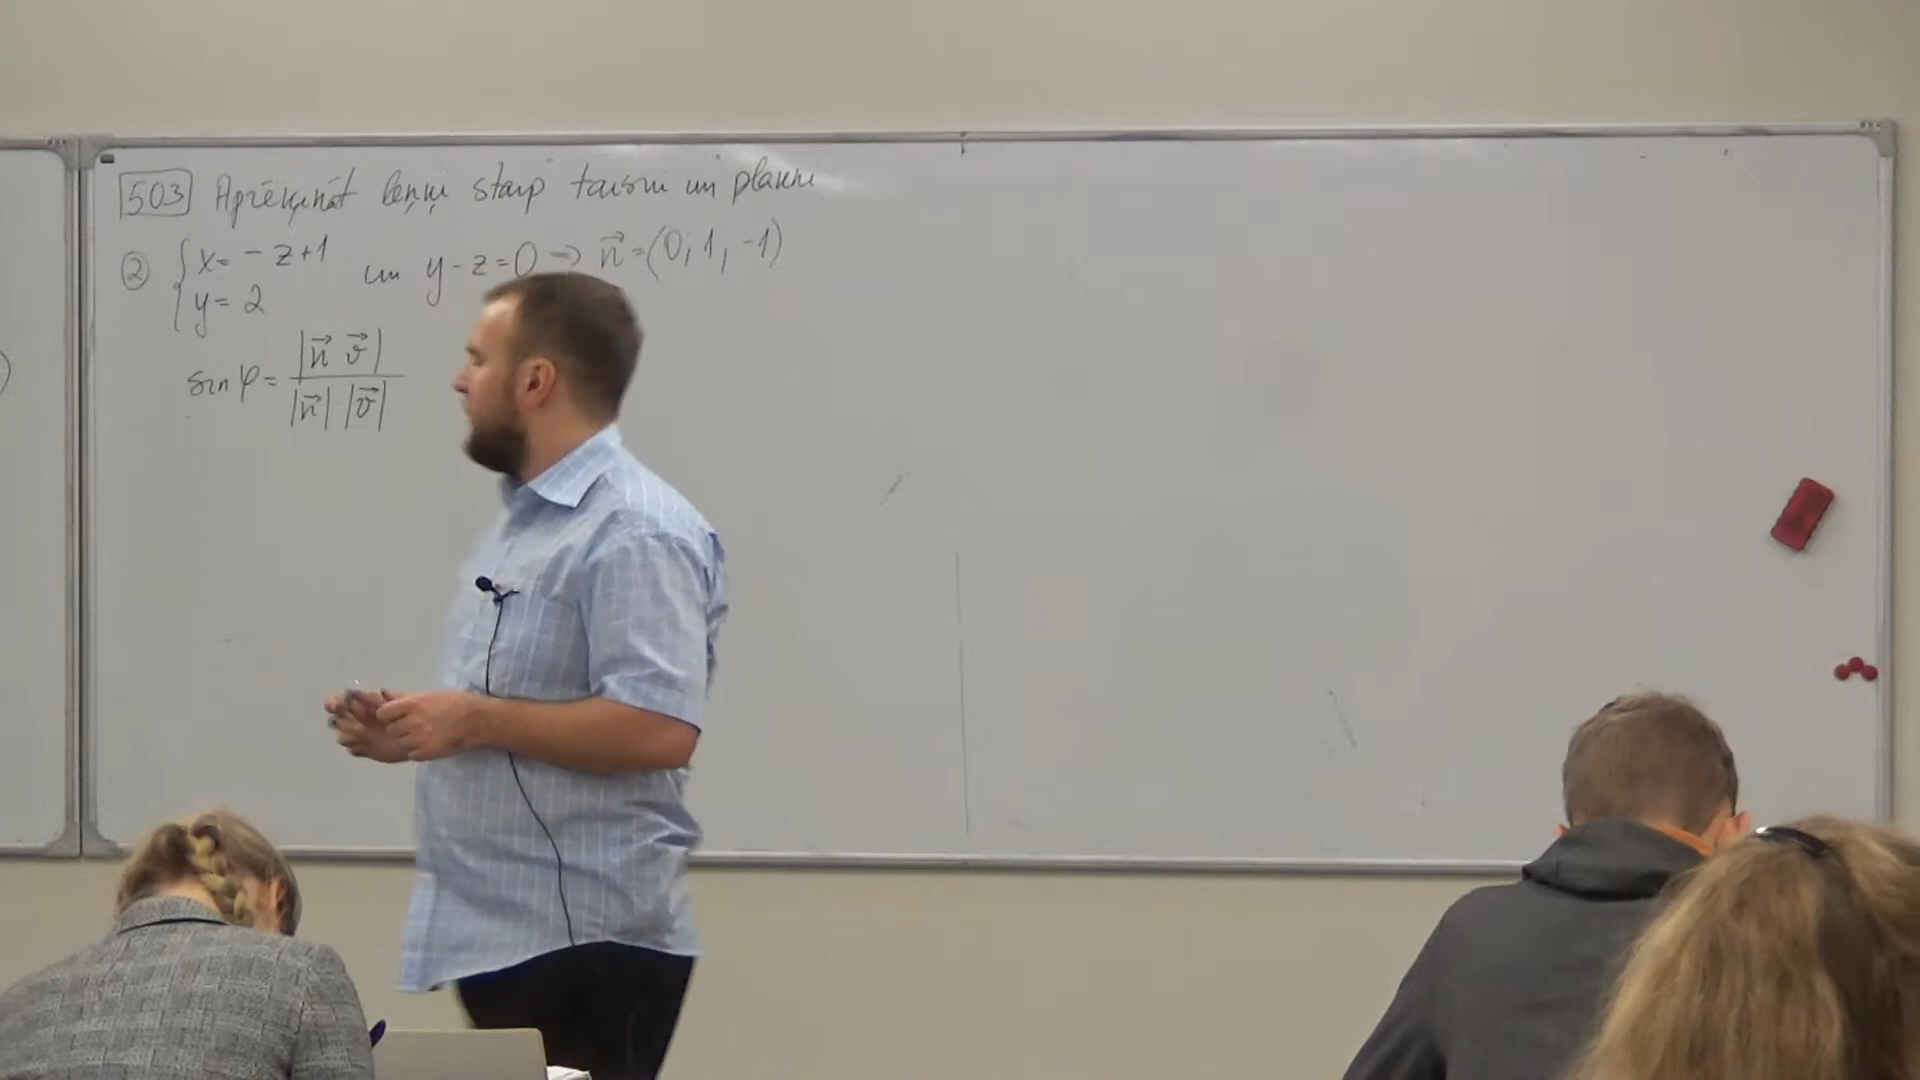 503 Aprēķināt leņķi starp taisni un plakni
② { x = - z + 1 un y - z = 0 ⇒ n⃗ = (0, 1, -1)
y = 2
sin φ = |n⃗ v⃗| / |n⃗| |v⃗|